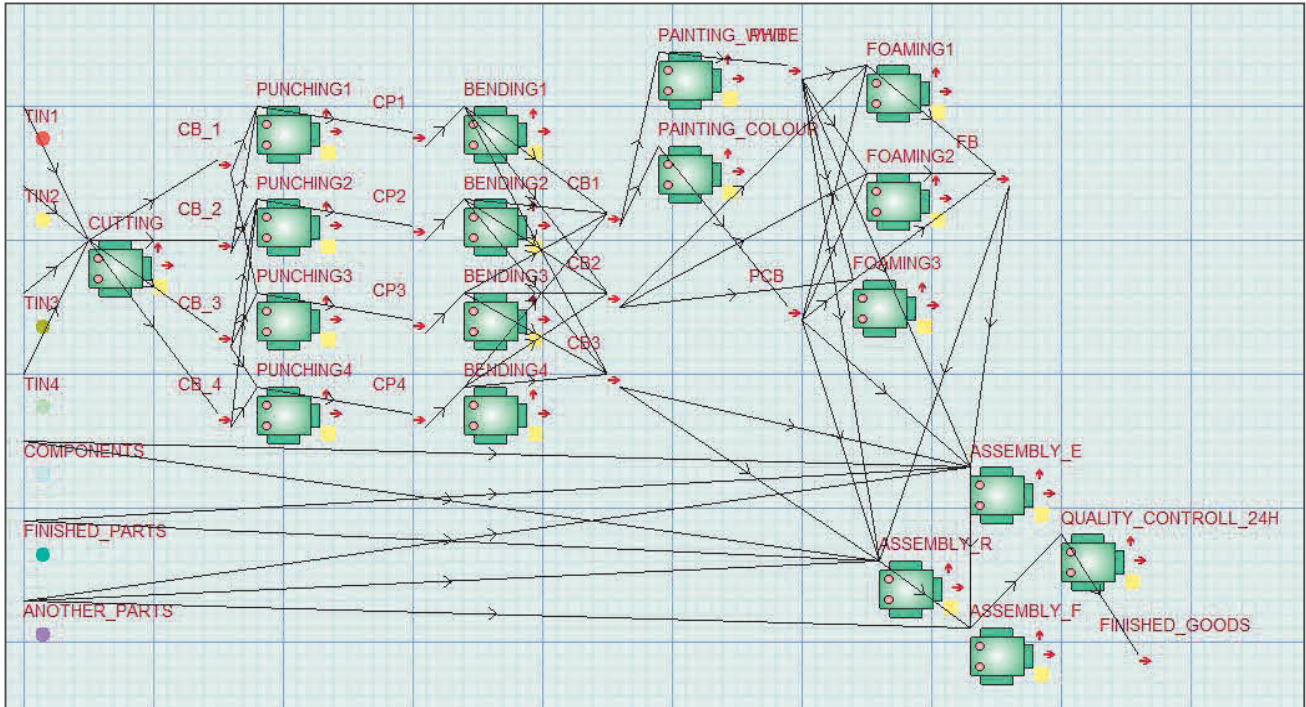 PAINTING_WHITE
FOAMING1
PUNCHING1
CP1
BENDING1
TIN1
CB_1
PAINTING_COLOUR
FB
FOAMING2
PUNCHING2
BENDING2
CB1
TIN2
CP2
CB_2
CUTTING
CB2
FOAMING3
PUNCHING3
BENDING3
PCB
CP3
TIN3
CB_3
CB3
PUNCHING4
BENDING4
TIN4
CB_4
CP4
COMPONENTS
ASSEMBLY_E
QUALITY_CONTROLL_24H
FINISHED_PARTS
ASSEMBLY_R
ANOTHER_PARTS
ASSEMBLY_F
FINISHED_GOODS